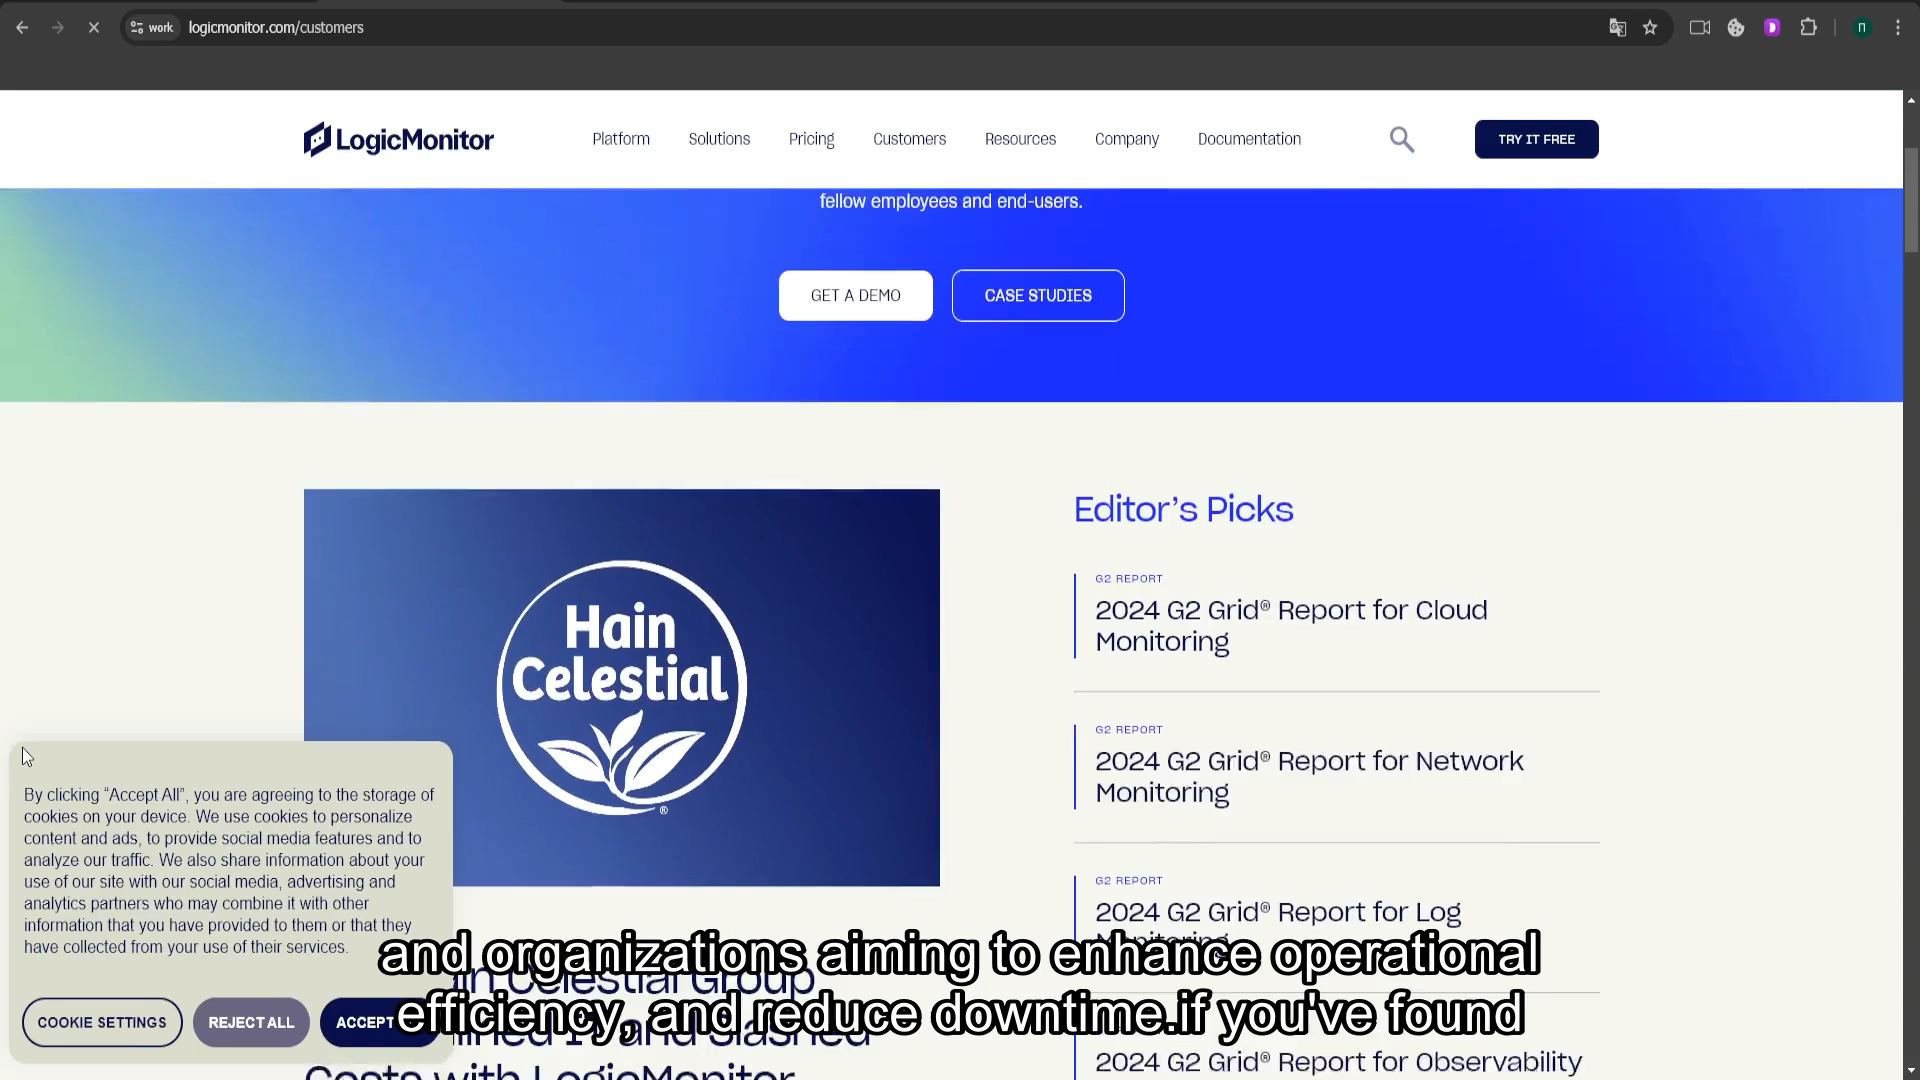 work
logicmonitor.com/customers
LogicMonitor
Platform
Solutions
Pricing
Customers
Resources
Company
Documentation
TRY IT FREE
fellow employees and end-users.
GET A DEMO
CASE STUDIES
Hain
Celestial
®
Editor's Picks
G2 REPORT
2024 G2 Grid® Report for Cloud
Monitoring
G2 REPORT
2024 G2 Grid® Report for Network
Monitoring
G2 REPORT
2024 G2 Grid® Report for Log
Monitoring
2024 G2 Grid® Report for Observability
By clicking “Accept All”, you are agreeing to the storage of
cookies on your device. We use cookies to personalize
content and ads, to provide social media features and to
analyze our traffic. We also share information about your
use of our site with our social media, advertising and
analytics partners who may combine it with other
information that you have provided to them or that they
have collected from your use of their services.
COOKIE SETTINGS
REJECT ALL
ACCEPT
Celestial Group
and Slashed
Costs with LogicMonitor
and organizations aiming to enhance operational
efficiency, and reduce downtime.if you've found